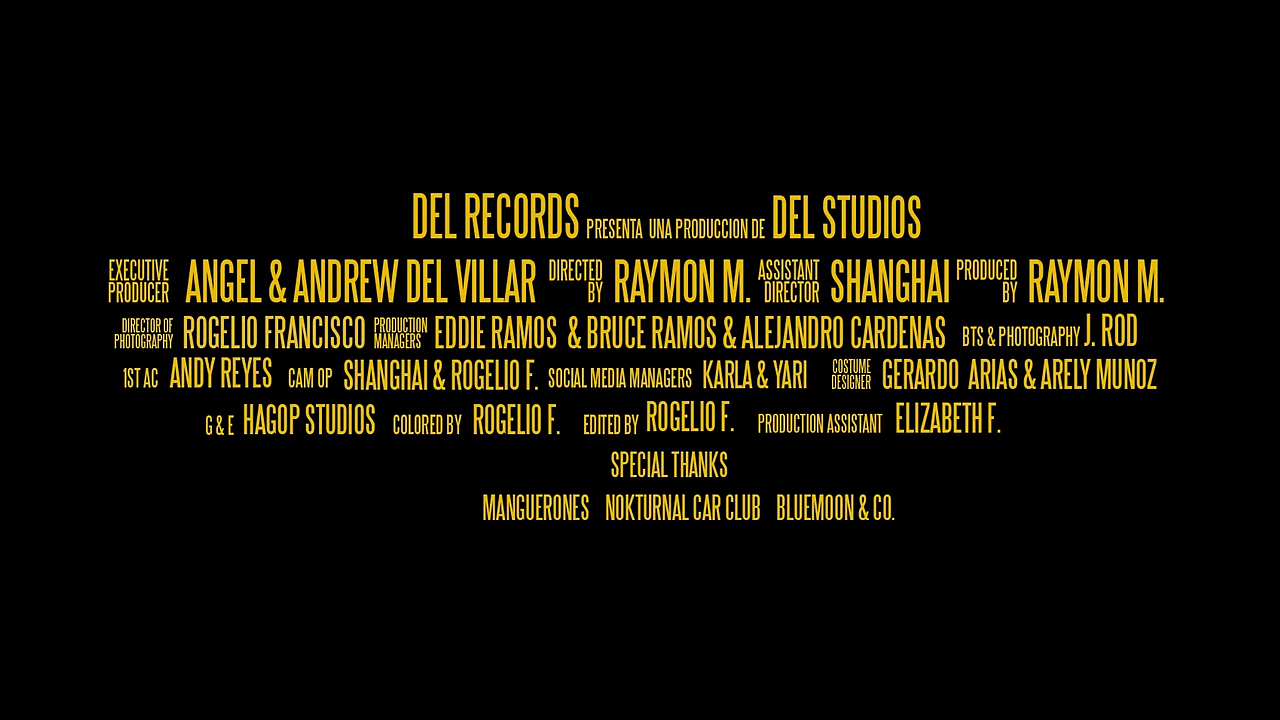 DEL RECORDS PRESENTA UNA PRODUCCION DE DEL STUDIOS
EXECUTIVE PRODUCER ANGEL & ANDREW DEL VILLAR DIRECTED BY RAYMON M. ASSISTANT DIRECTOR SHANGHAI PRODUCED BY RAYMON M.
DIRECTOR OF PHOTOGRAPHY ROGELIO FRANCISCO PRODUCTION MANAGERS EDDIE RAMOS & BRUCE RAMOS & ALEJANDRO CARDENAS BTS & PHOTOGRAPHY J. ROD
1ST AC ANDY REYES CAM OP SHANGHAI & ROGELIO F. SOCIAL MEDIA MANAGERS KARLA & YARI COSTUME DESIGNER GERARDO ARIAS & ARELY MUNOZ
G & E HAGOP STUDIOS COLORED BY ROGELIO F. EDITED BY ROGELIO F. PRODUCTION ASSISTANT ELIZABETH F.
SPECIAL THANKS
MANGUERONES NOKTURNAL CAR CLUB BLUEMOON & CO.